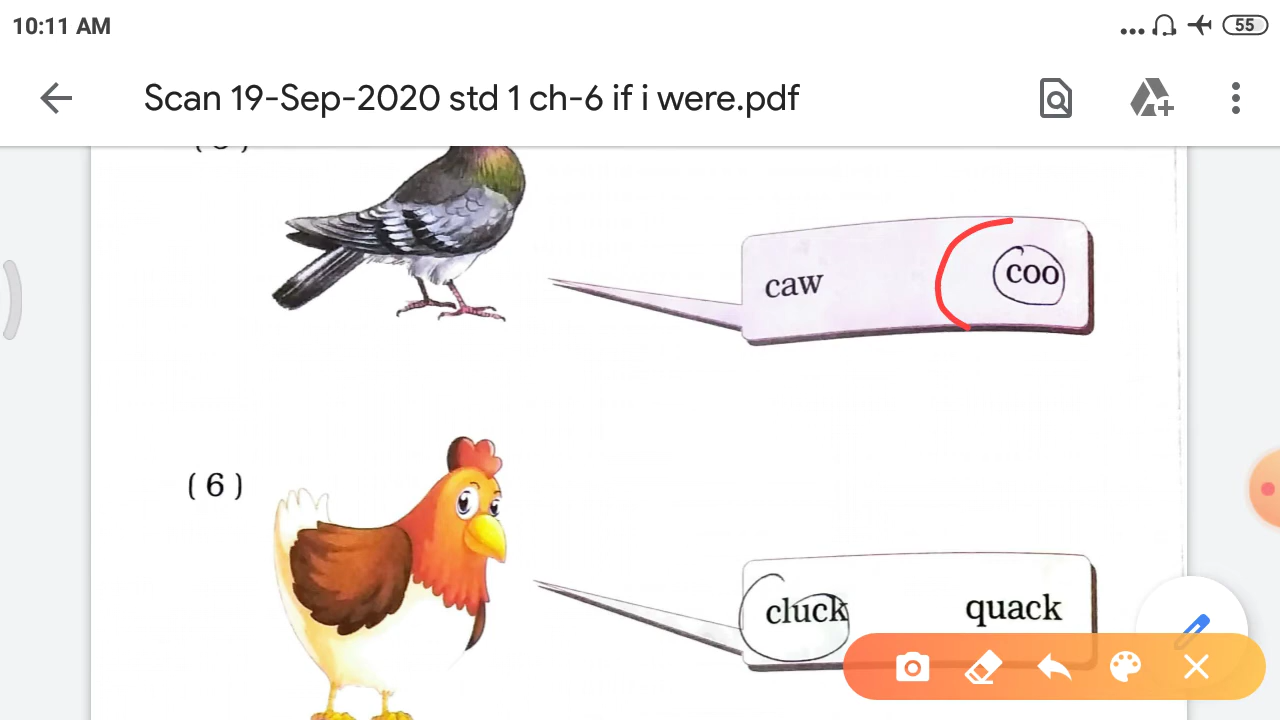 10:11 AM
55
Scan 19-Sep-2020 std 1 ch-6 if i were.pdf
caw coo
( 6 )
cluck quack